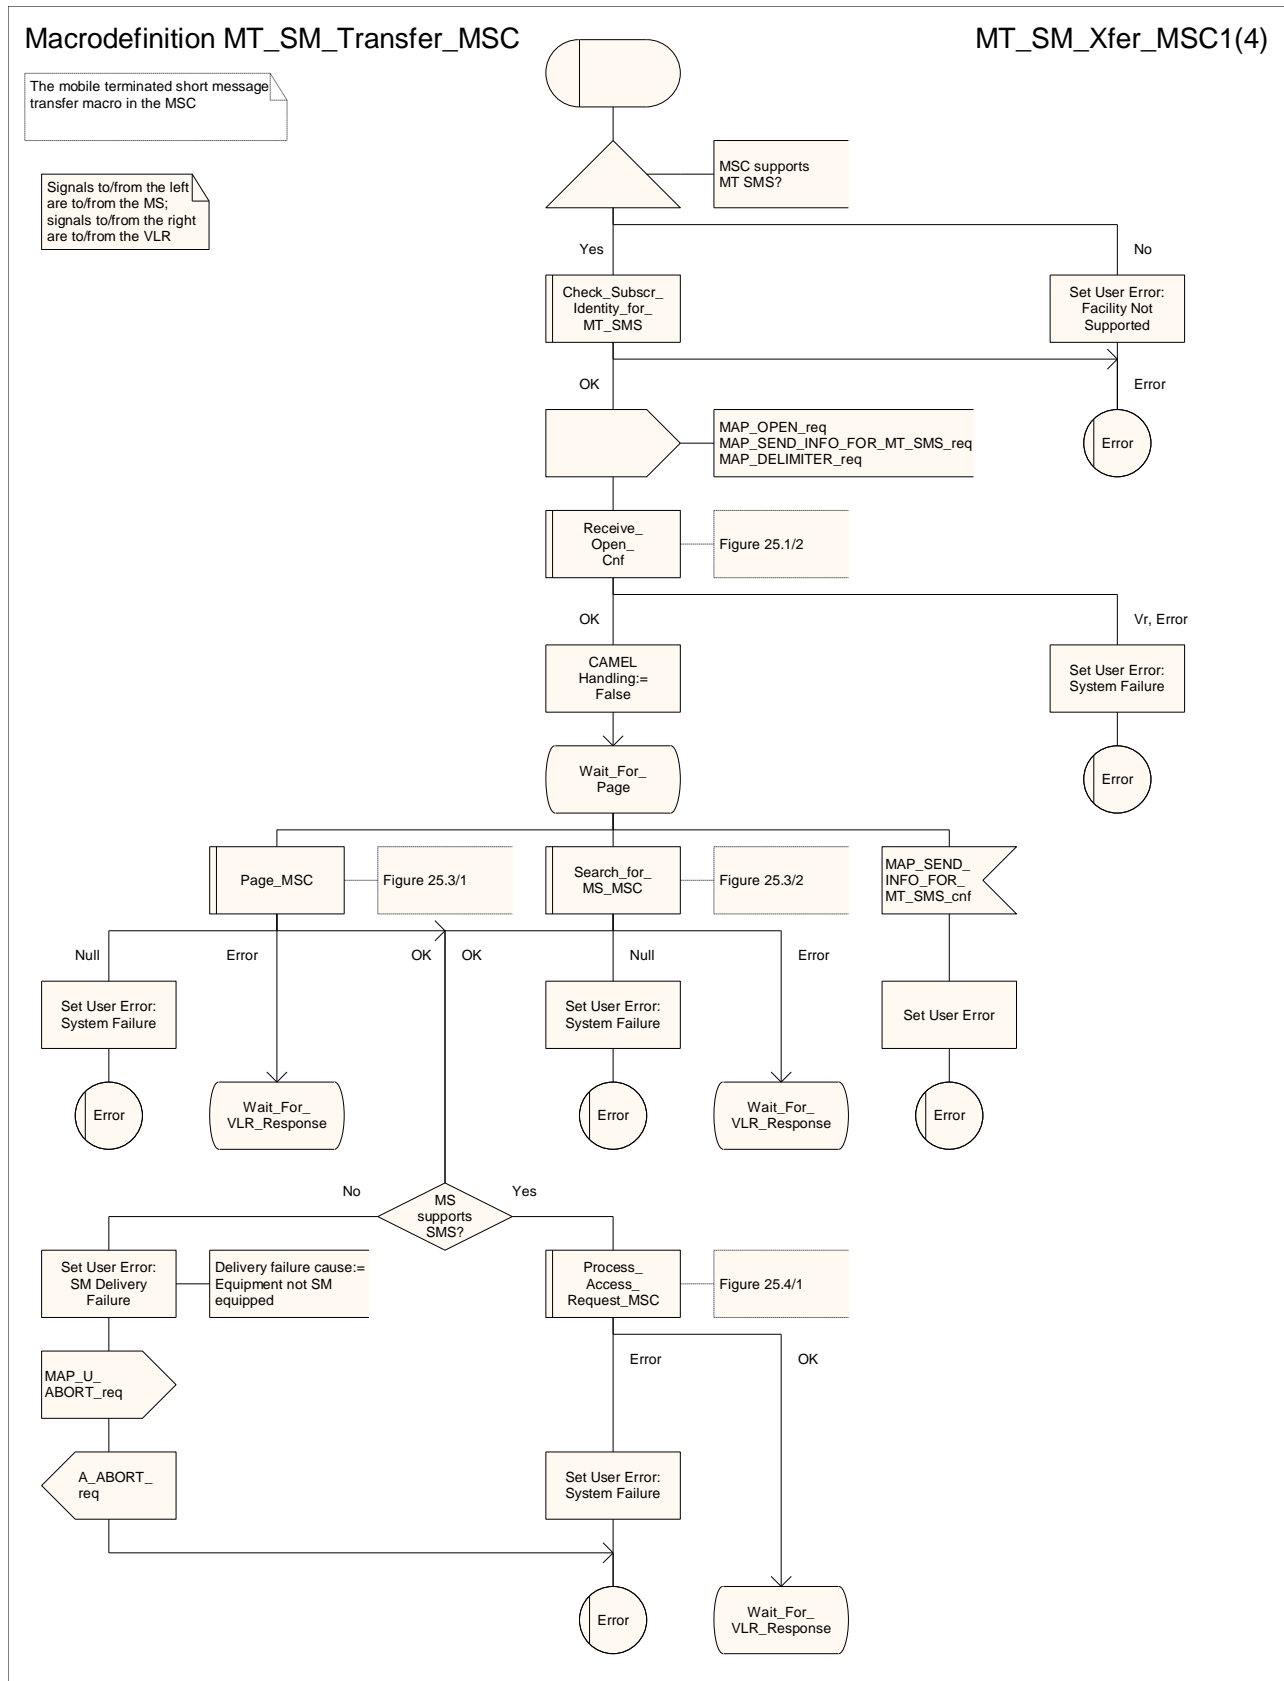 Macrodefinition MT_SM_Transfer_MSC
MT_SM_Xfer_MSC1(4)
The mobile terminated short message
transfer macro in the MSC
Signals to/from the left
are to/from the MS;
signals to/from the right
are to/from the VLR
MSC supports
MT SMS?
Yes
No
Check_Subscr_
Identity_for_
MT_SMS
Set User Error:
Facility Not
Supported
OK
Error
MAP_OPEN_req
MAP_SEND_INFO_FOR_MT_SMS_req
MAP_DELIMITER_req
Error
Receive_
Open_
Cnf
Figure 25.1/2
OK
Vr, Error
CAMEL
Handling:=
False
Set User Error:
System Failure
Wait_For_
Page
Error
Page_MSC
Figure 25.3/1
Search_for_
MS_MSC
Figure 25.3/2
MAP_SEND_
INFO_FOR_
MT_SMS_cnf
Null
Error
OK
OK
Null
Error
Set User Error:
System Failure
Set User Error:
System Failure
Set User Error
Error
Wait_For_
VLR_Response
Error
Wait_For_
VLR_Response
Error
No
MS
supports
SMS?
Yes
Set User Error:
SM Delivery
Failure
Delivery failure cause:=
Equipment not SM
equipped
Process_
Access_
Request_MSC
Figure 25.4/1
Error
OK
MAP_U_
ABORT_req
A_ABORT_
req
Set User Error:
System Failure
Error
Wait_For_
VLR_Response